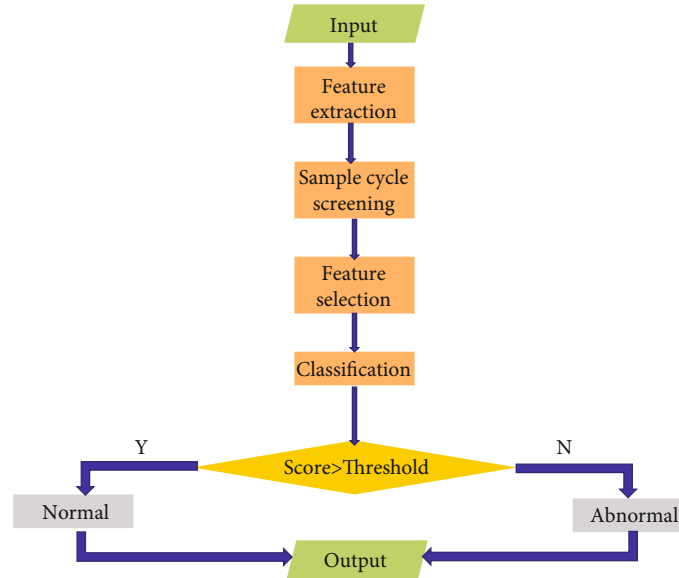 Input
Feature
extraction
Sample cycle
screening
Feature
selection
Classification
Y
Score>Threshold
N
Normal
Abnormal
Output